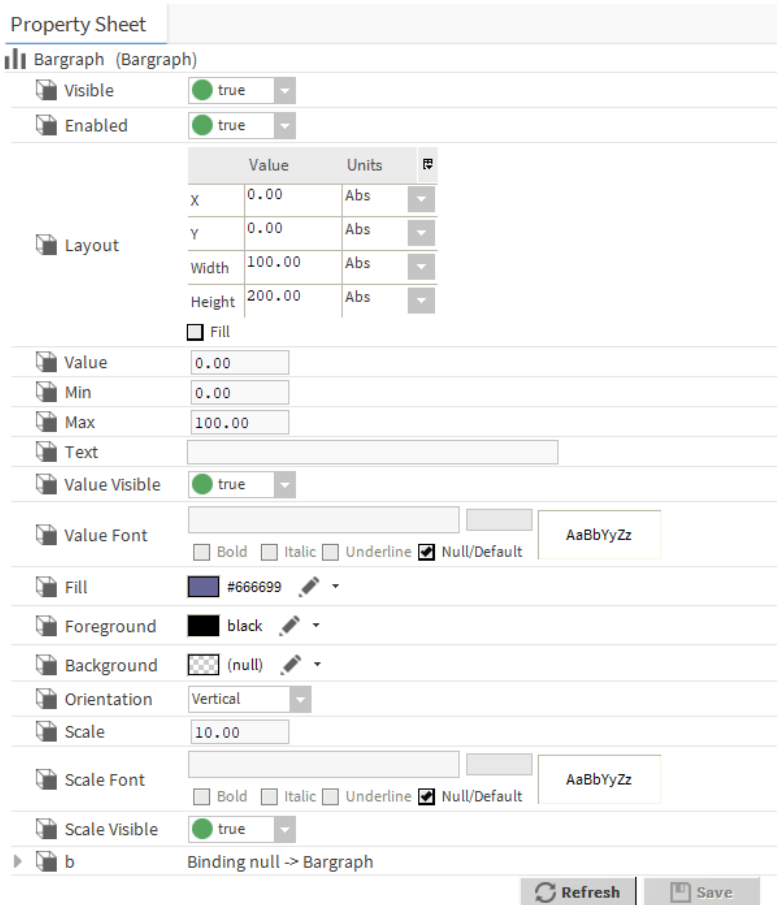 Property Sheet
Bargraph (Bargraph)
Visible true
Enabled true
Value Units
X 0.00 Abs
Y 0.00 Abs
Layout
Width 100.00 Abs
Height 200.00 Abs
Fill
Value 0.00
Min 0.00
Max 100.00
Text
Value Visible true
Value Font AaBbYyZz
Bold Italic Underline Null/Default
Fill #666699
Foreground black
Background (null)
Orientation Vertical
Scale 10.00
Scale Font AaBbYyZz
Bold Italic Underline Null/Default
Scale Visible true
b Binding null -> Bargraph
Refresh Save